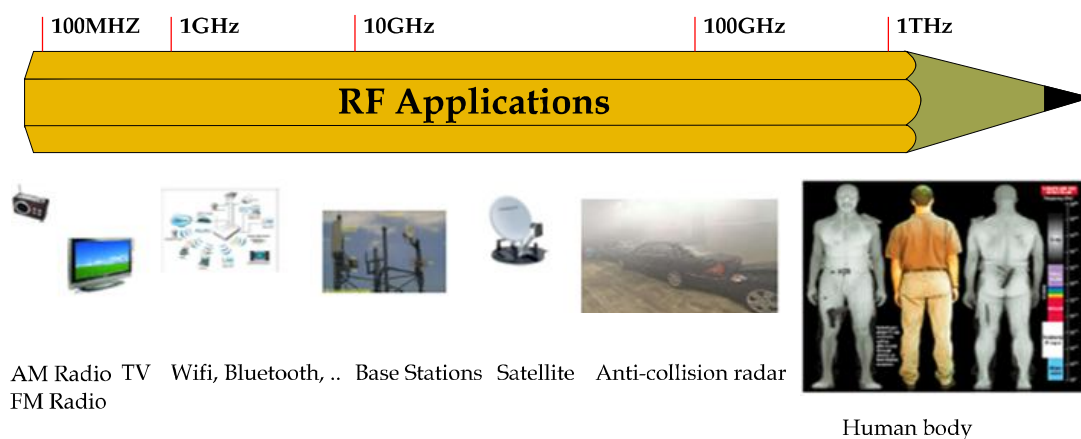 100MHZ 1GHz 10GHz 100GHz 1THz
RF Applications
AM Radio TV Wifi, Bluetooth, .. Base Stations Satellite Anti-collision radar
FM Radio
Human body